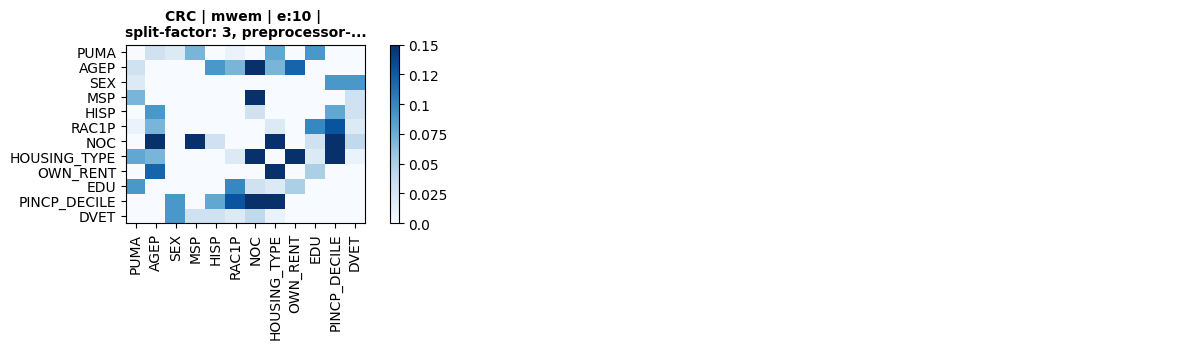 CRC | mwem | e:10 |
split-factor: 3, preprocessor-...
PUMA
AGEP
SEX
MSP
HISP
RAC1P
NOC
HOUSING_TYPE
OWN_RENT
EDU
PINCP_DECILE
DVET
PUMA
AGEP
SEX
MSP
HISP
RAC1P
NOC
HOUSING_TYPE
OWN_RENT
EDU
PINCP_DECILE
DVET
0.15
0.12
0.1
0.075
0.05
0.025
0.0